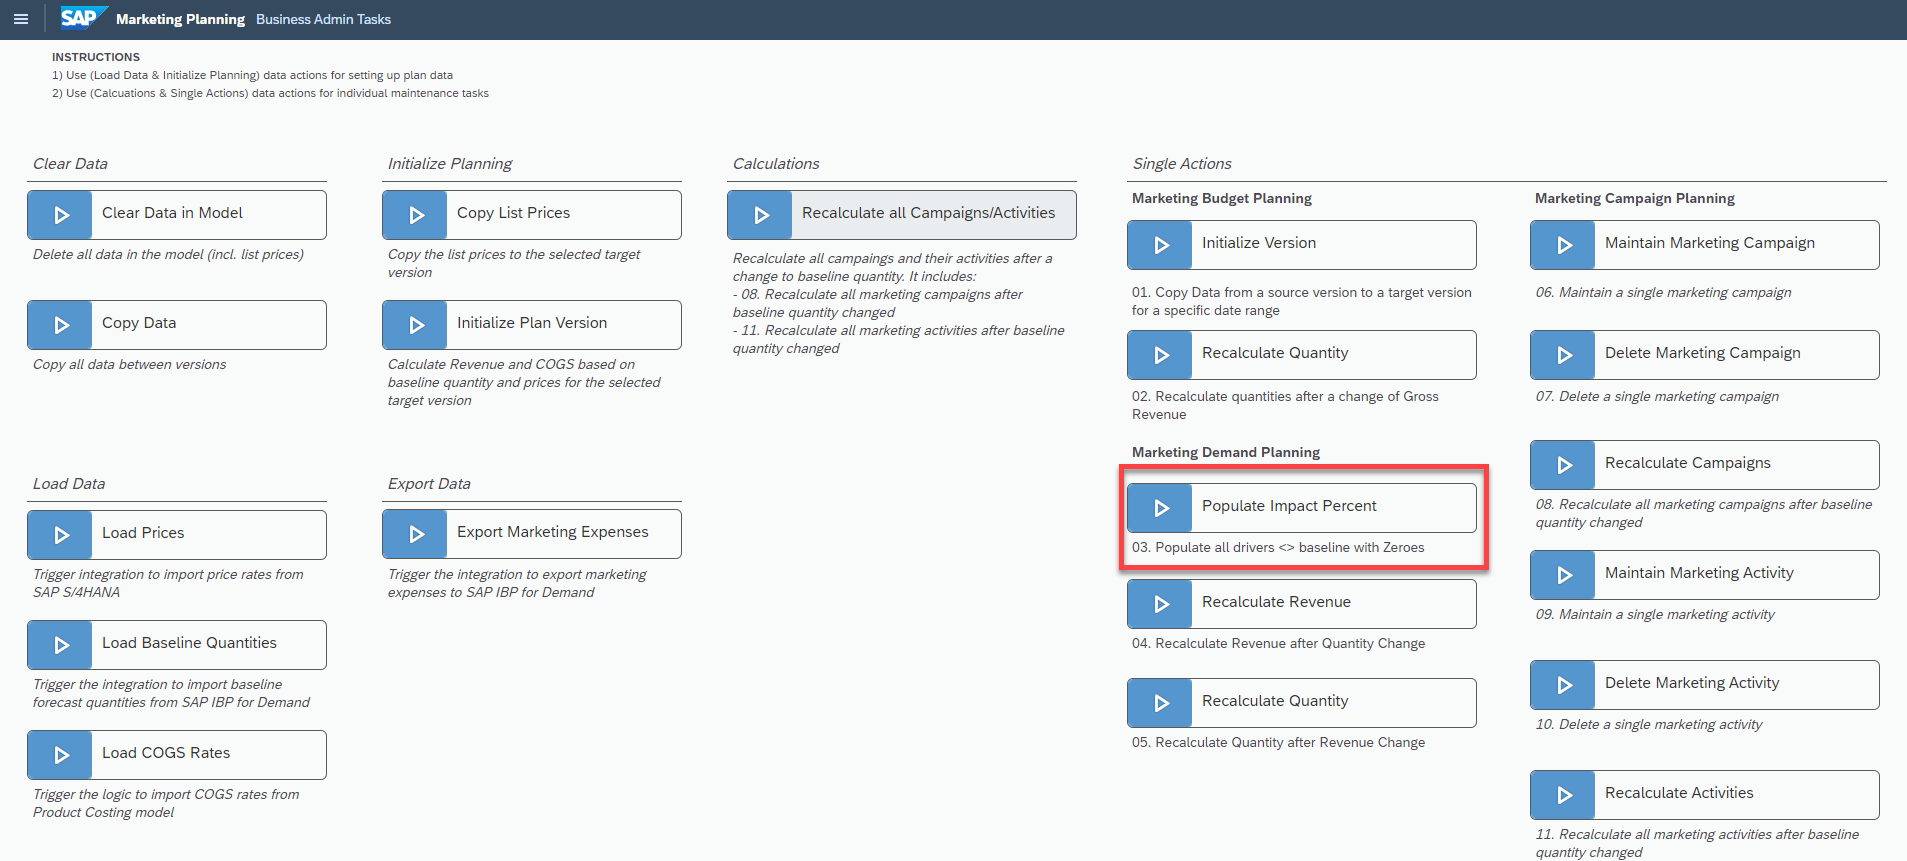 SAP Marketing Planning Business Admin Tasks
INSTRUCTIONS
1) Use (Load Data & Initialize Planning) data actions for setting up plan data
2) Use (Calcuations & Single Actions) data actions for individual maintenance tasks
Clear Data
Clear Data in Model
Delete all data in the model (incl. list prices)
Copy Data
Copy all data between versions
Initialize Planning
Copy List Prices
Copy the list prices to the selected target
version
Initialize Plan Version
Calculate Revenue and COGS based on
baseline quantity and prices for the selected
target version
Calculations
Recalculate all Campaigns/Activities
Recalculate all campaings and their activities after a
change to baseline quantity. It includes:
- 08. Recalculate all marketing campaigns after
baseline quantity changed
- 11. Recalculate all marketing activities after baseline
quantity changed
Load Data
Load Prices
Trigger integration to import price rates from
SAP S/4HANA
Load Baseline Quantities
Trigger the integration to import baseline
forecast quantities from SAP IBP for Demand
Load COGS Rates
Trigger the logic to import COGS rates from
Product Costing model
Export Data
Export Marketing Expenses
Trigger the integration to export marketing
expenses to SAP IBP for Demand
Single Actions
Marketing Budget Planning
Initialize Version
01. Copy Data from a source version to a target version
for a specific date range
Recalculate Quantity
02. Recalculate quantities after a change of Gross
Revenue
Marketing Demand Planning
Populate Impact Percent
03. Populate all drivers <> baseline with Zeroes
Recalculate Revenue
04. Recalculate Revenue after Quantity Change
Recalculate Quantity
05. Recalculate Quantity after Revenue Change
Marketing Campaign Planning
Maintain Marketing Campaign
06. Maintain a single marketing campaign
Delete Marketing Campaign
07. Delete a single marketing campaign
Recalculate Campaigns
08. Recalculate all marketing campaigns after baseline
quantity changed
Maintain Marketing Activity
09. Maintain a single marketing activity
Delete Marketing Activity
10. Delete a single marketing activity
Recalculate Activities
11. Recalculate all marketing activities after baseline
quantity changed